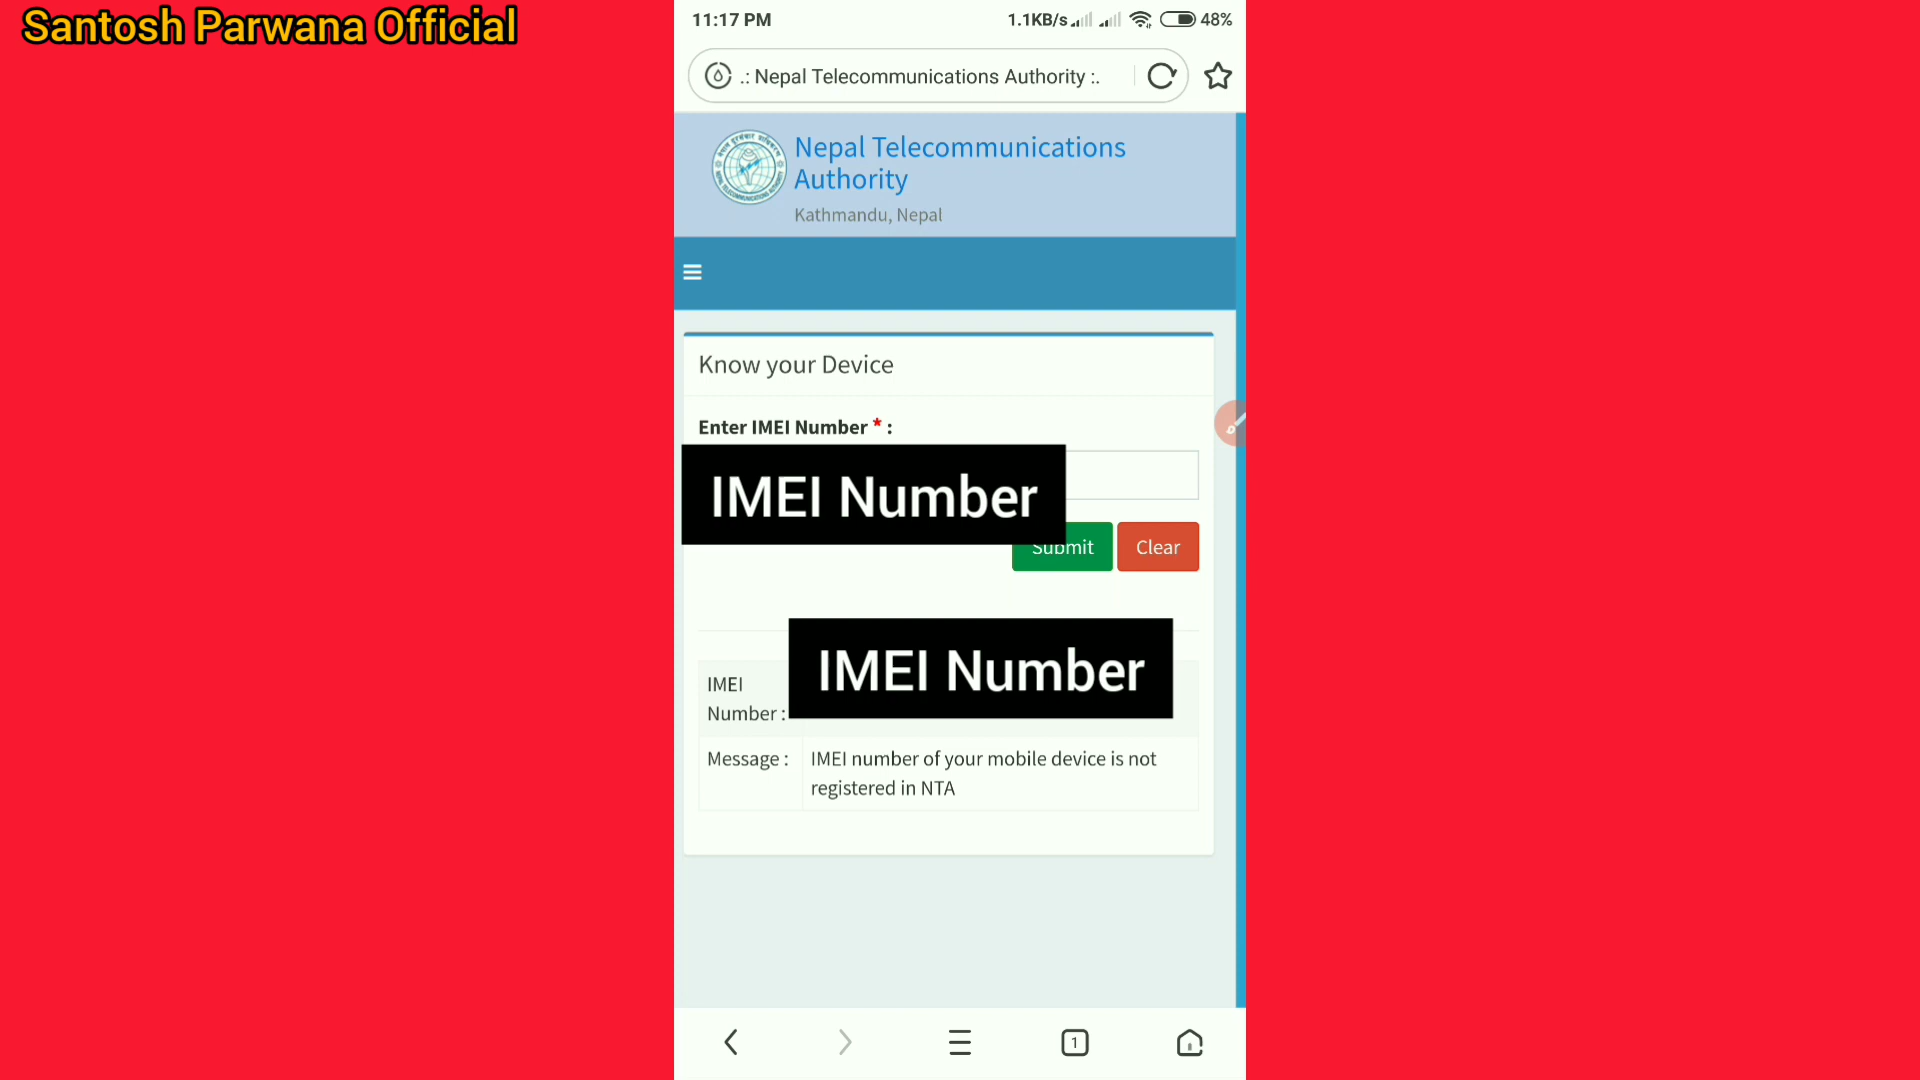 Santosh Parwana Official
11:17 PM
1.1KB/s
48%
.: Nepal Telecommunications Authority :.
Nepal Telecommunications
Authority
Kathmandu, Nepal
Know your Device
Enter IMEI Number * :
IMEI Number
Submit
Clear
IMEI
Number :
IMEI Number
Message :
IMEI number of your mobile device is not
registered in NTA
1